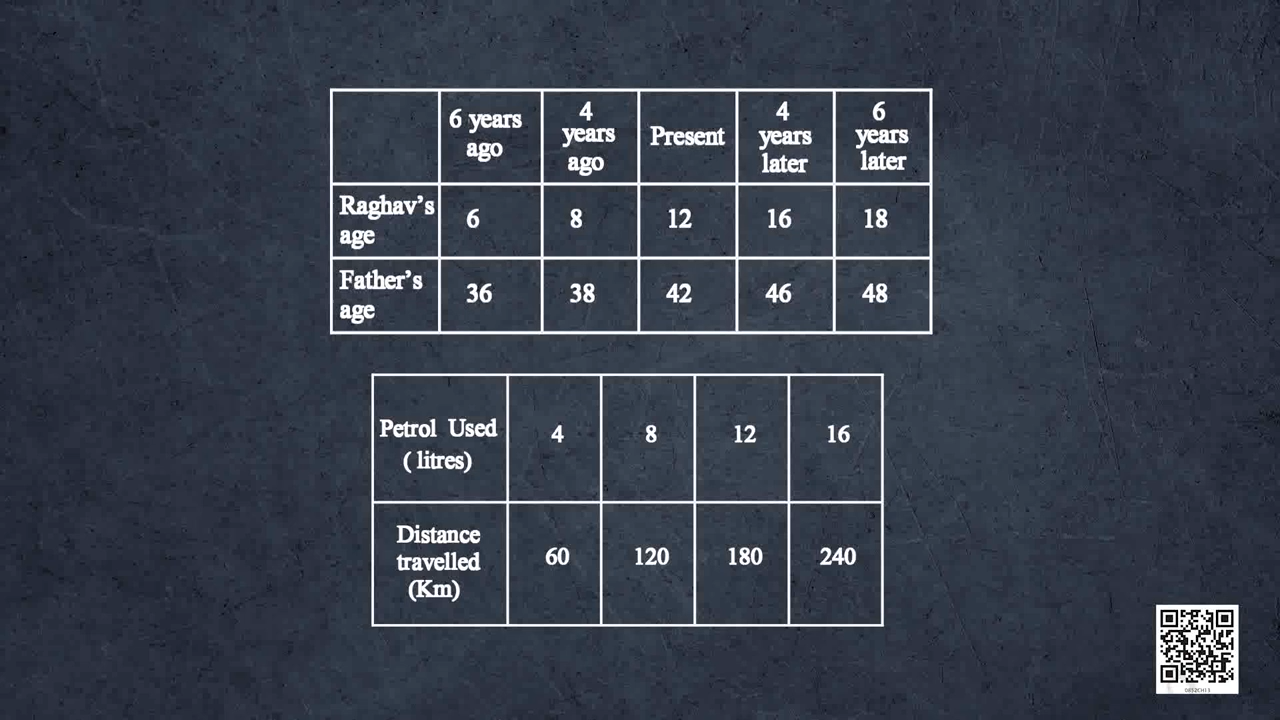 6 years ago
4 years ago
Present
4 years later
6 years later
Raghav's age
6
8
12
16
18
Father's age
36
38
42
46
48
Petrol Used ( litres)
4
8
12
16
Distance travelled (Km)
60
120
180
240